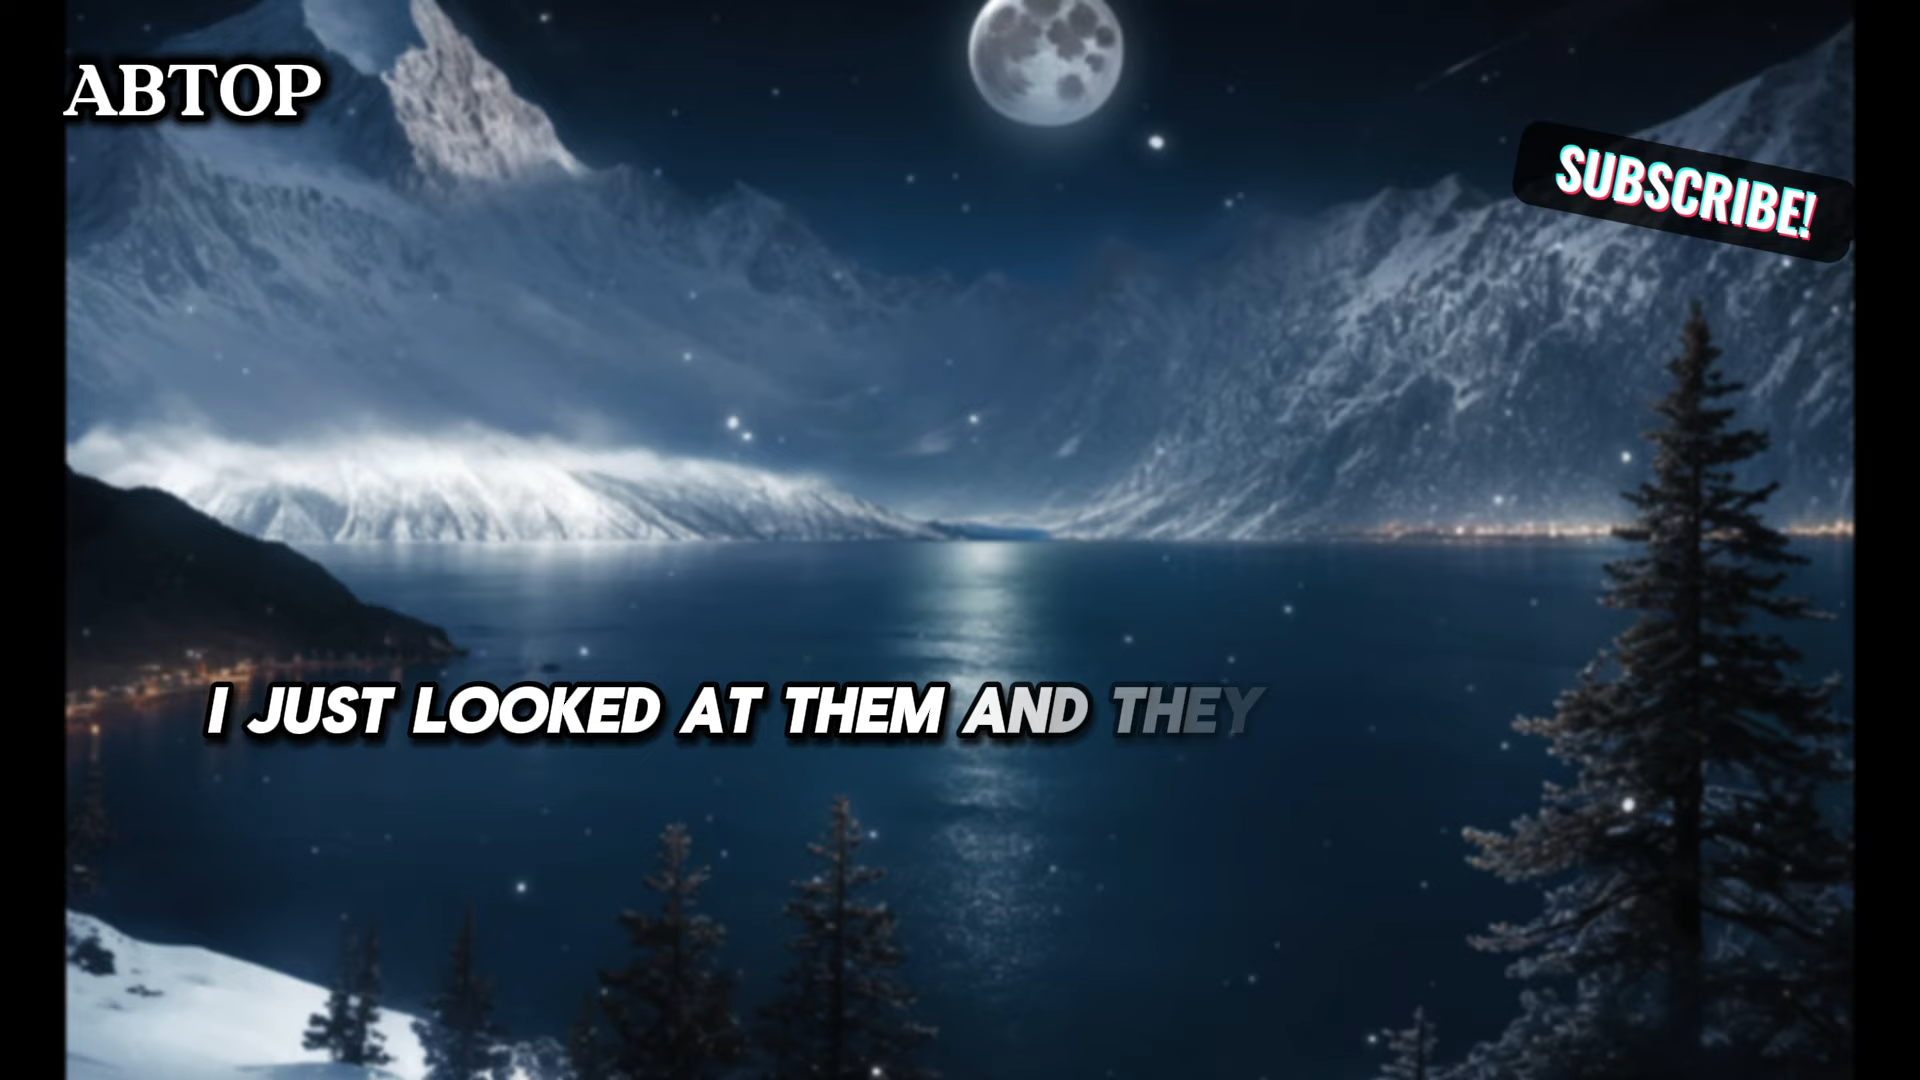 АВТОР
SUBSCRIBE!
I JUST LOOKED AT THEM AND THEY